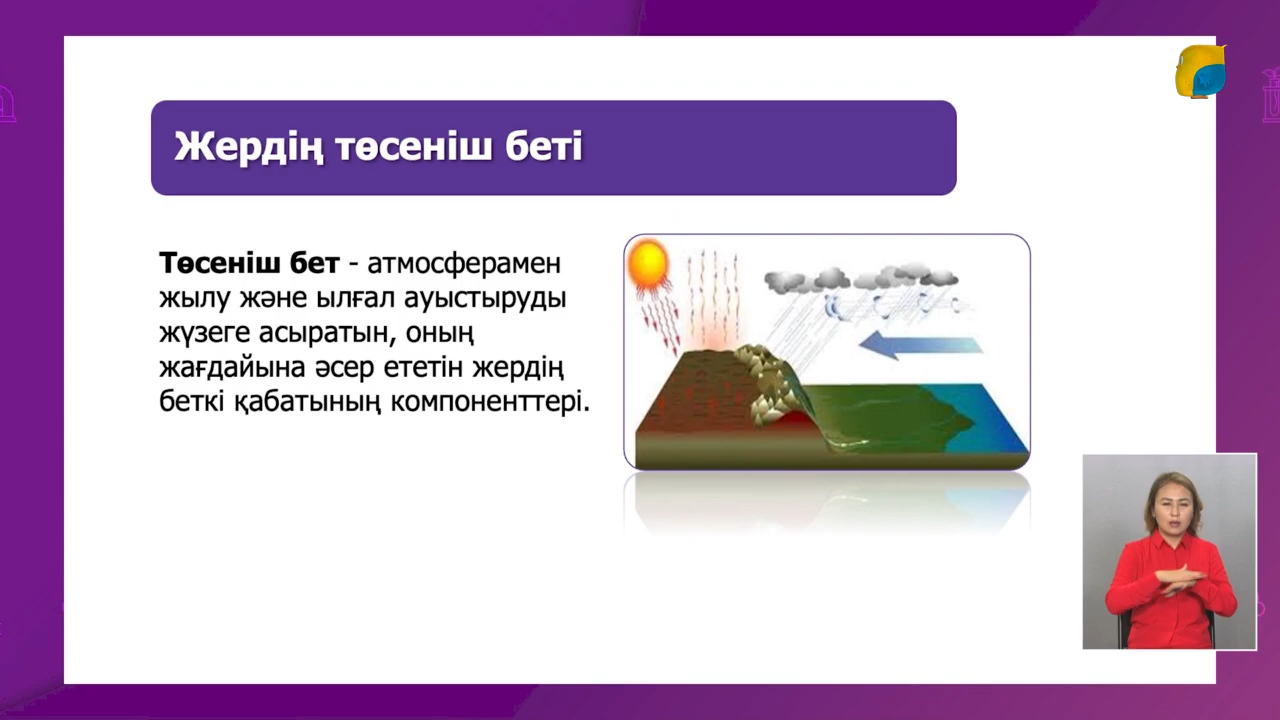 Жердің төсеніш беті
Төсеніш бет - атмосферамен
жылу және ылғал ауыстыруды
жүзеге асыратын, оның
жағдайына әсер ететін жердің
беткі қабатының компоненттері.